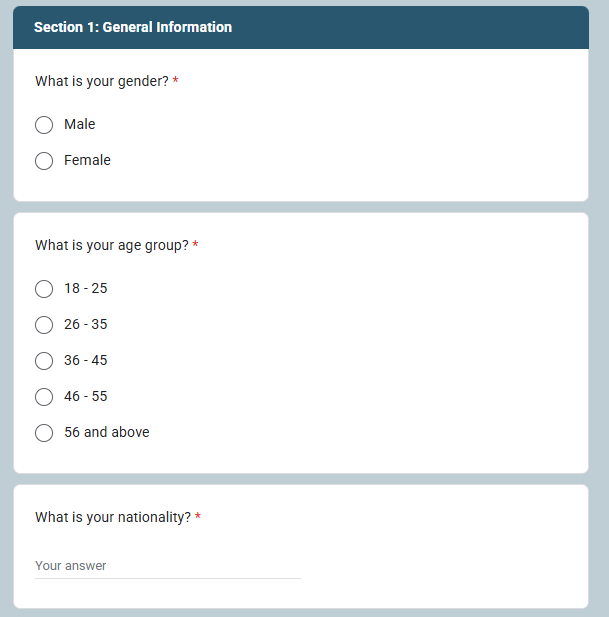 Section 1: General Information
What is your gender? *
Male
Female
What is your age group? *
18 - 25
26 - 35
36 - 45
46 - 55
56 and above
What is your nationality? *
Your answer